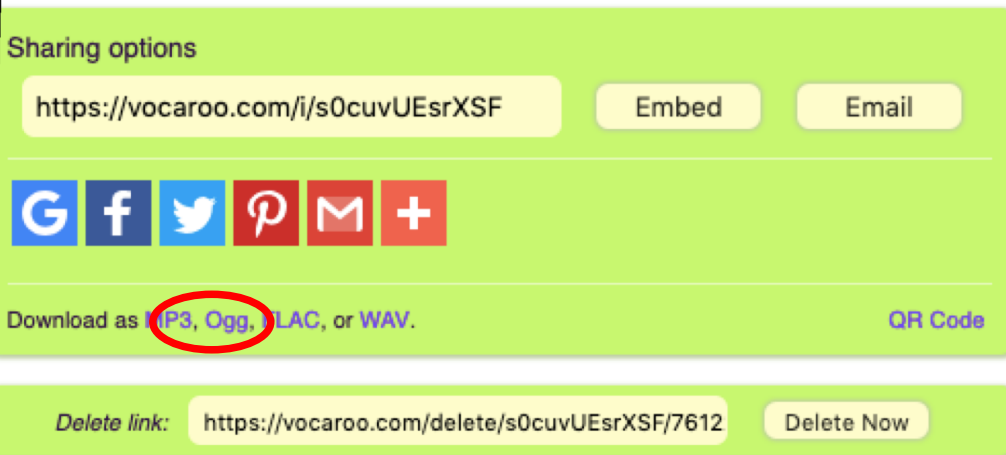 Sharing options
https://vocaroo.com/i/s0cuvUEsrXSF Embed Email
Download as MP3, Ogg, FLAC, or WAV. QR Code
Delete link: https://vocaroo.com/delete/s0cuvUEsrXSF/7612 Delete Now